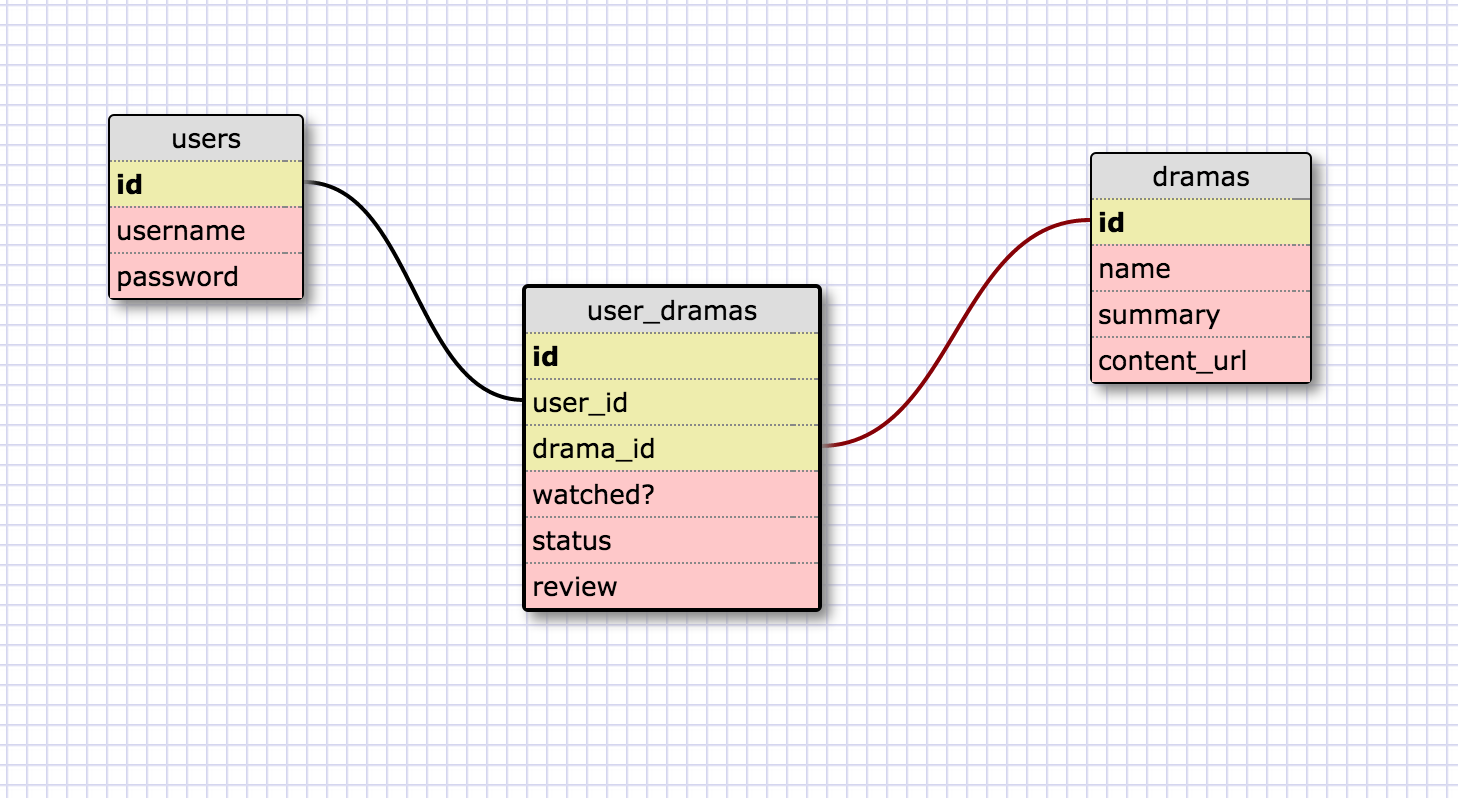 users
id
username
password
user_dramas
id
user_id
drama_id
watched?
status
review
dramas
id
name
summary
content_url